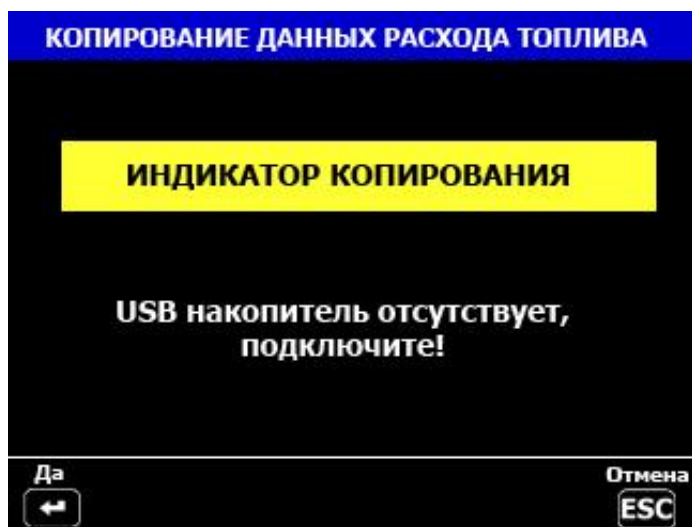 КОПИРОВАНИЕ ДАННЫХ РАСХОДА ТОПЛИВА
ИНДИКАТОР КОПИРОВАНИЯ
USB накопитель отсутствует,
подключите!
Да
Отмена
ESC